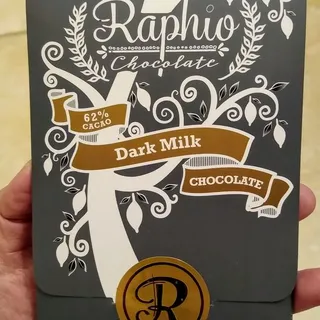 Raphio
Chocolate
62%
CACAO
Dark Milk
CHOCOLATE
R